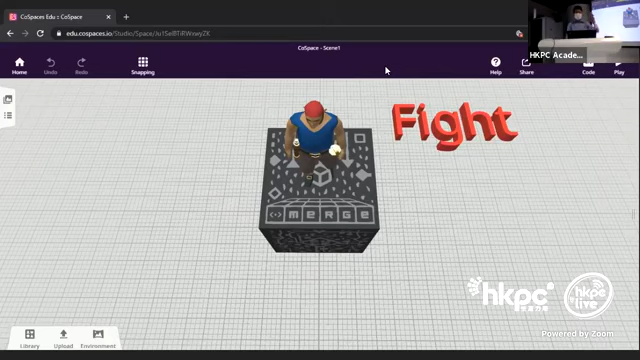 CoSpaces Edu :: CoSpace
edu.cospaces.io/Studio/Space/
CoSpace - Scene1
HKPC Acade...
Home
Undo
Redo
Snapping
Help
Share
Code
Play
Fight
MERGE
hkpc
hkpc
live
Powered by Zoom
Library
Upload
Environment